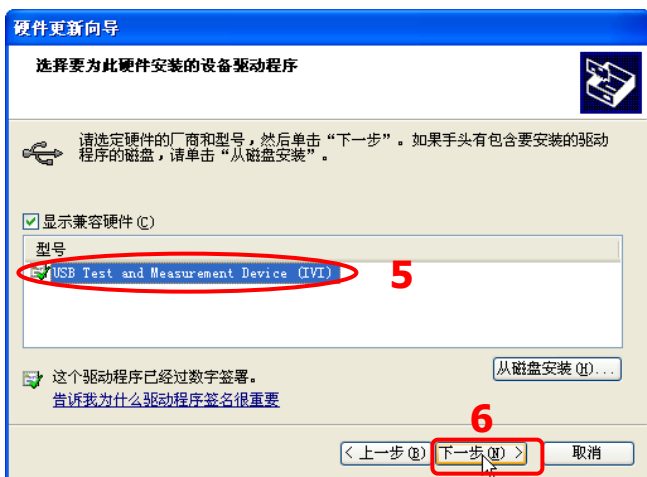 硬件更新向导
选择要为此硬件安装的设备驱动程序
请选定硬件的厂商和型号，然后单击“下一步”。如果手头有包含要安装的驱动
程序的磁盘，请单击“从磁盘安装”。
显示兼容硬件(C)
型号
USB Test and Measurement Device (IVI)
5
这个驱动程序已经过数字签署。
从磁盘安装(H)...
告诉我为什么驱动程序签名很重要
6
< 上一步(B)
下一步(N) >
取消